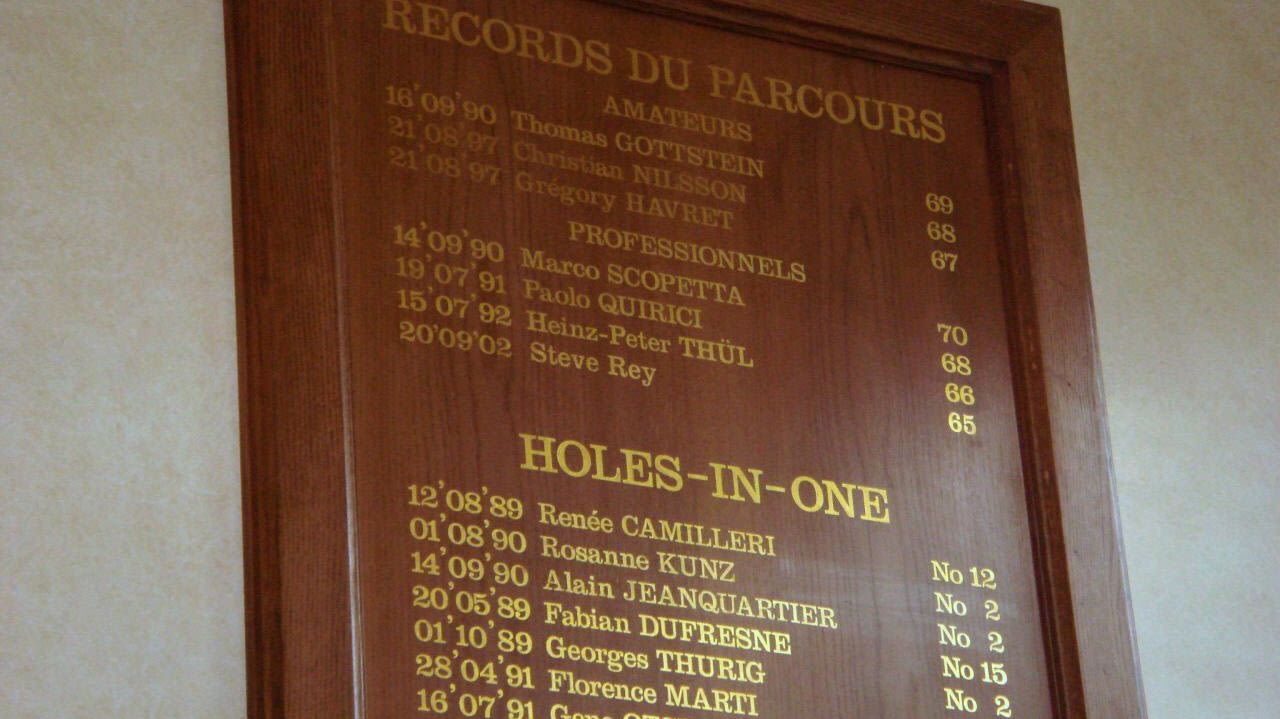 RECORDS DU PARCOURS
AMATEURS
16'09'90 Thomas GOTTSTEIN 69
21'08'97 Christian NILSSON 68
21'08'97 Grégory HAVRET 67
PROFESSIONNELS
14'09'90 Marco SCOPETTA 70
19'07'91 Paolo QUIRICI 68
15'07'92 Heinz-Peter THÜL 66
20'09'02 Steve Rey 65
HOLES-IN-ONE
12'08'89 Renée CAMILLERI No 12
01'08'90 Rosanne KUNZ No 2
14'09'90 Alain JEANQUARTIER No 2
20'05'89 Fabian DUFRESNE No 15
01'10'89 Georges THURIG No 2
28'04'91 Florence MARTI
16'07'91